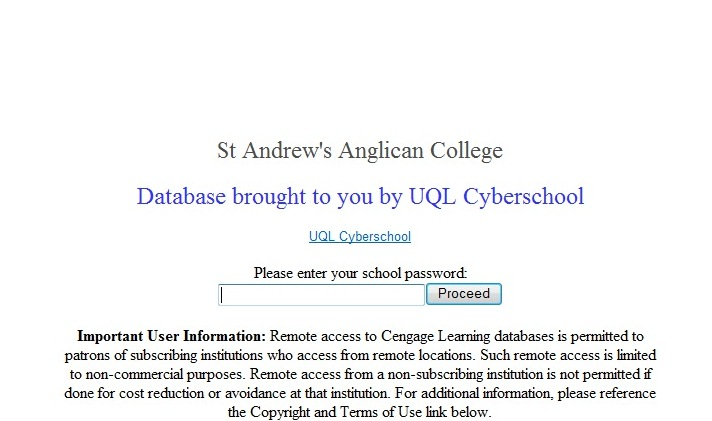 St Andrew's Anglican College
Database brought to you by UQL Cyberschool
UQL Cyberschool
Please enter your school password:
Proceed
Important User Information: Remote access to Cengage Learning databases is permitted to
patrons of subscribing institutions who access from remote locations. Such remote access is limited
to non-commercial purposes. Remote access from a non-subscribing institution is not permitted if
done for cost reduction or avoidance at that institution. For additional information, please reference
the Copyright and Terms of Use link below.